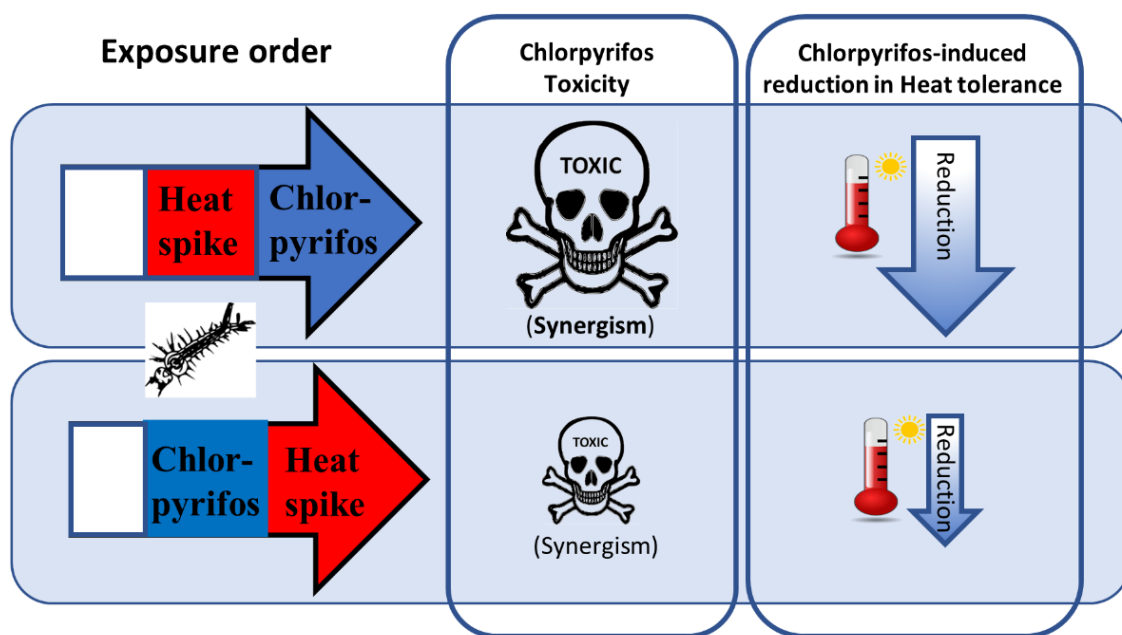 Exposure order
Chlorpyrifos
Toxicity
Chlorpyrifos-induced
reduction in Heat tolerance
Heat
spike
Chlor-
pyrifos
TOXIC
(Synergism)
Reduction
Chlor-
pyrifos
Heat
spike
TOXIC
(Synergism)
Reduction